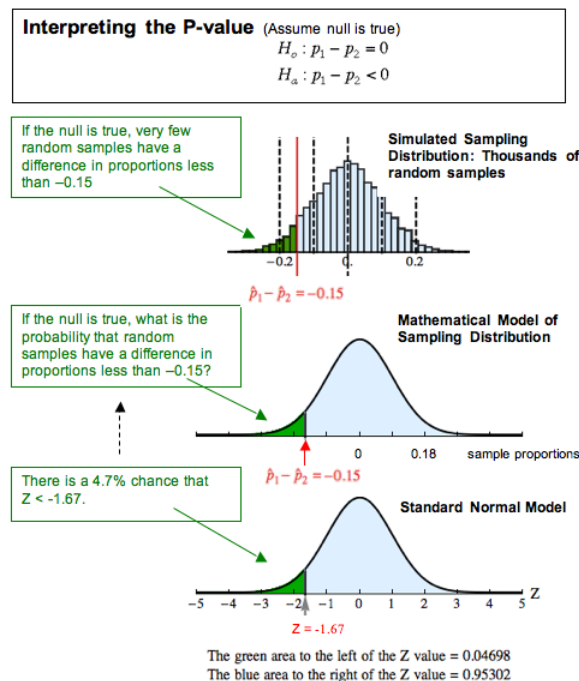 Interpreting the P-value (Assume null is true)
Hₒ : p₁ − p₂ = 0
Hₐ : p₁ − p₂ < 0
If the null is true, very few
random samples have a
difference in proportions less
than –0.15
Simulated Sampling
Distribution: Thousands of
random samples
−0.2 0. 0.2
p̂₁− p̂₂ = −0.15
If the null is true, what is the
probability that random
samples have a difference in
proportions less than –0.15?
Mathematical Model of
Sampling Distribution
0 0.18 sample proportions
p̂₁− p̂₂ = −0.15
There is a 4.7% chance that
Z < -1.67.
Standard Normal Model
-5 -4 -3 -2 -1 0 1 2 3 4 5 Z
Z = -1.67
The green area to the left of the Z value = 0.04698
The blue area to the right of the Z value = 0.95302